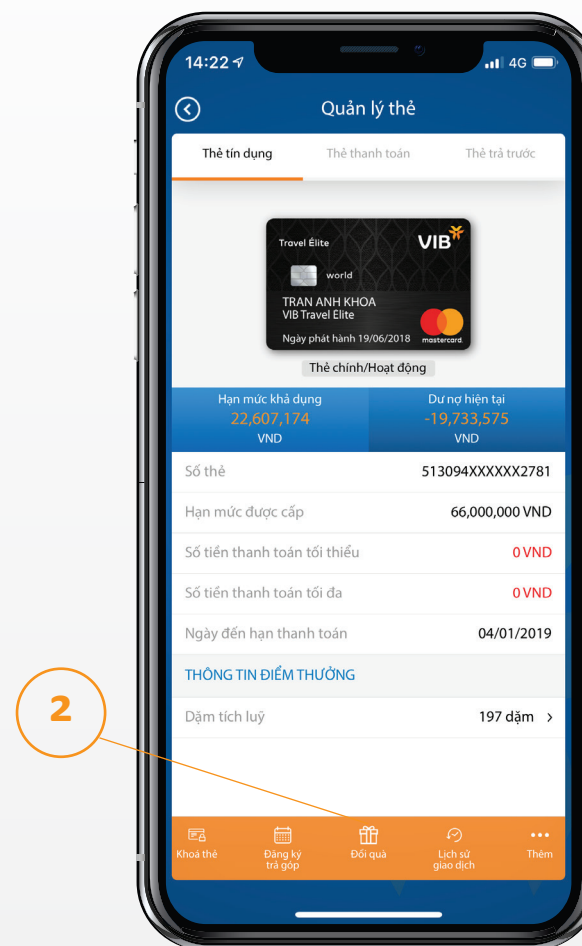 14:22
4G
Quản lý thẻ
Thẻ tín dụng
Thẻ thanh toán
Thẻ trả trước
Travel Élite
VIB
world
TRAN ANH KHOA
VIB Travel Élite
Ngày phát hành 19/06/2018
mastercard
Thẻ chính/Hoạt động
Hạn mức khả dụng
22,607,174
VND
Dư nợ hiện tại
-19,733,575
VND
Số thẻ
513094XXXXXX2781
Hạn mức được cấp
66,000,000 VND
Số tiền thanh toán tối thiểu
0 VND
Số tiền thanh toán tối đa
0 VND
Ngày đến hạn thanh toán
04/01/2019
THÔNG TIN ĐIỂM THƯỞNG
2
Dặm tích luỹ
197 dặm
Khoá thẻ
Đăng ký
trả góp
Đổi quà
Lịch sử
giao dịch
Thêm